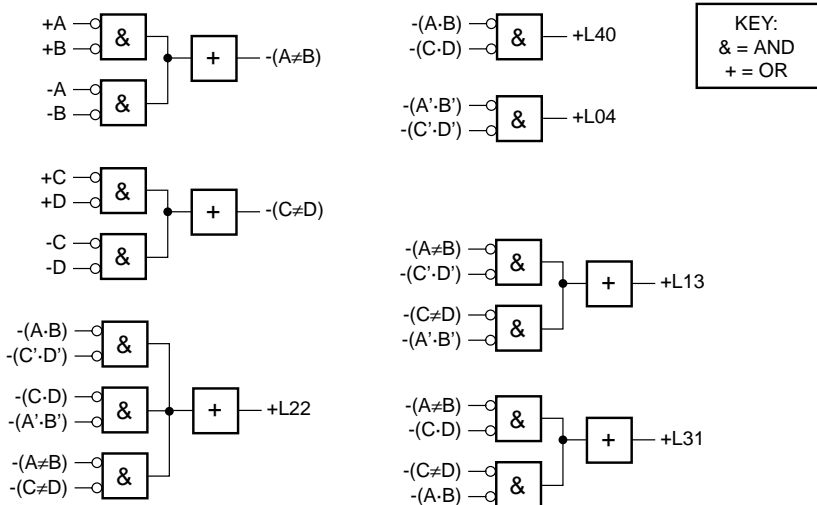 +A
+B
&
-A
-B
&
+
-(A≠B)
+C
+D
&
-C
-D
&
+
-(C≠D)
-(A·B)
-(C'·D')
&
-(C·D)
-(A'·B')
&
-(A≠B)
-(C≠D)
&
+
+L22
-(A·B)
-(C·D)
&
+L40
-(A'·B')
-(C'·D')
&
+L04
-(A≠B)
-(C'·D')
&
-(C≠D)
-(A'·B')
&
+
+L13
-(A≠B)
-(C·D)
&
-(C≠D)
-(A·B)
&
+
+L31
KEY:
& = AND
+ = OR